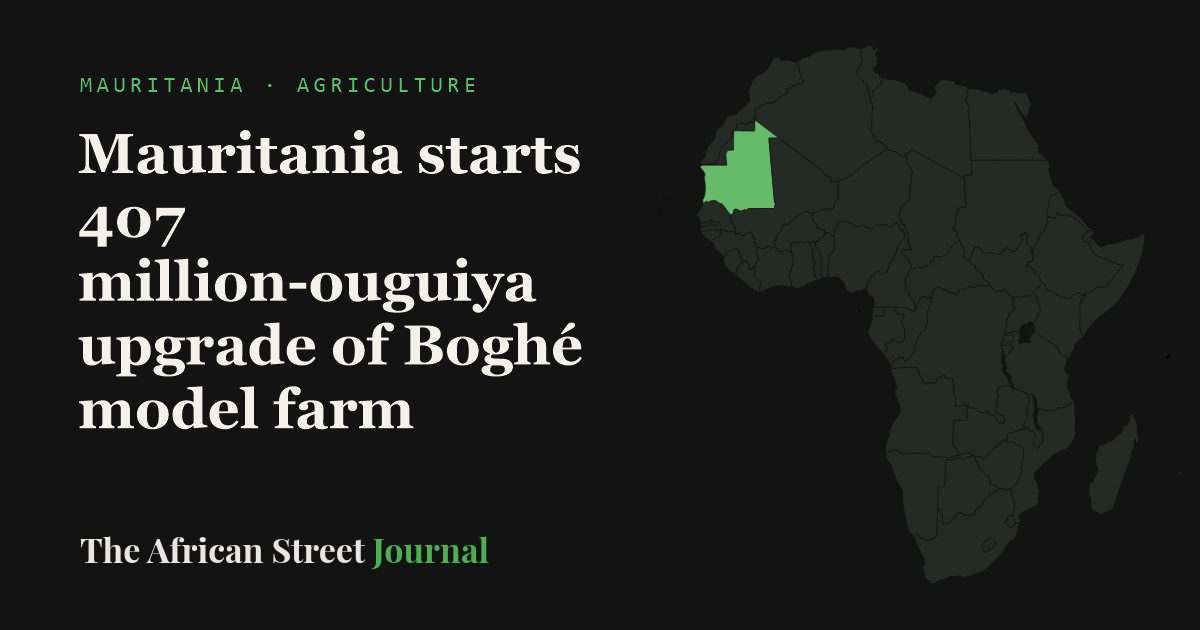 MAURITANIA · AGRICULTURE
Mauritania starts
407
million-ouguiya
upgrade of Boghé
model farm
The African Street Journal